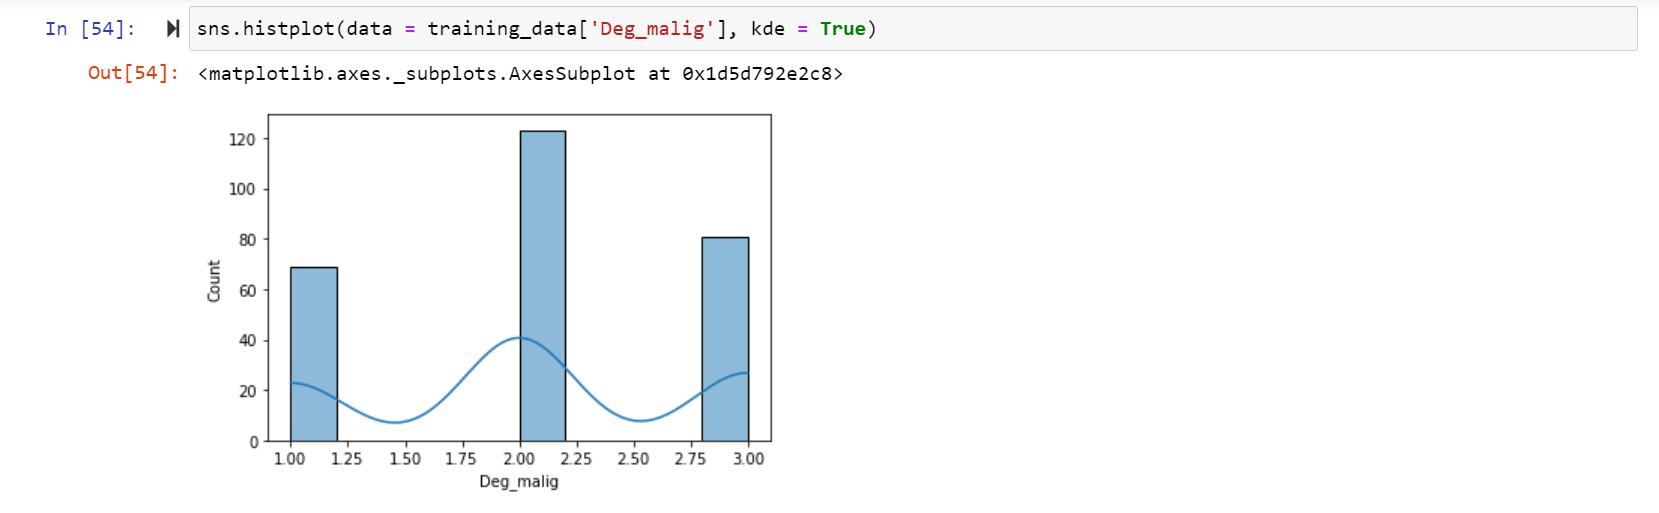 In [54]: sns.histplot(data = training_data['Deg_malig'], kde = True)
Out[54]: <matplotlib.axes._subplots.AxesSubplot at 0x1d5d792e2c8>
120
100
80
60
40
20
0
Count
1.00 1.25 1.50 1.75 2.00 2.25 2.50 2.75 3.00
Deg_malig